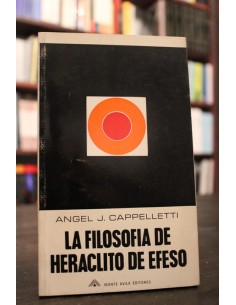 ANGEL J. CAPPELLETTI
LA FILOSOFIA DE
HERACLITO DE EFESO
MONTE AVILA EDITORES